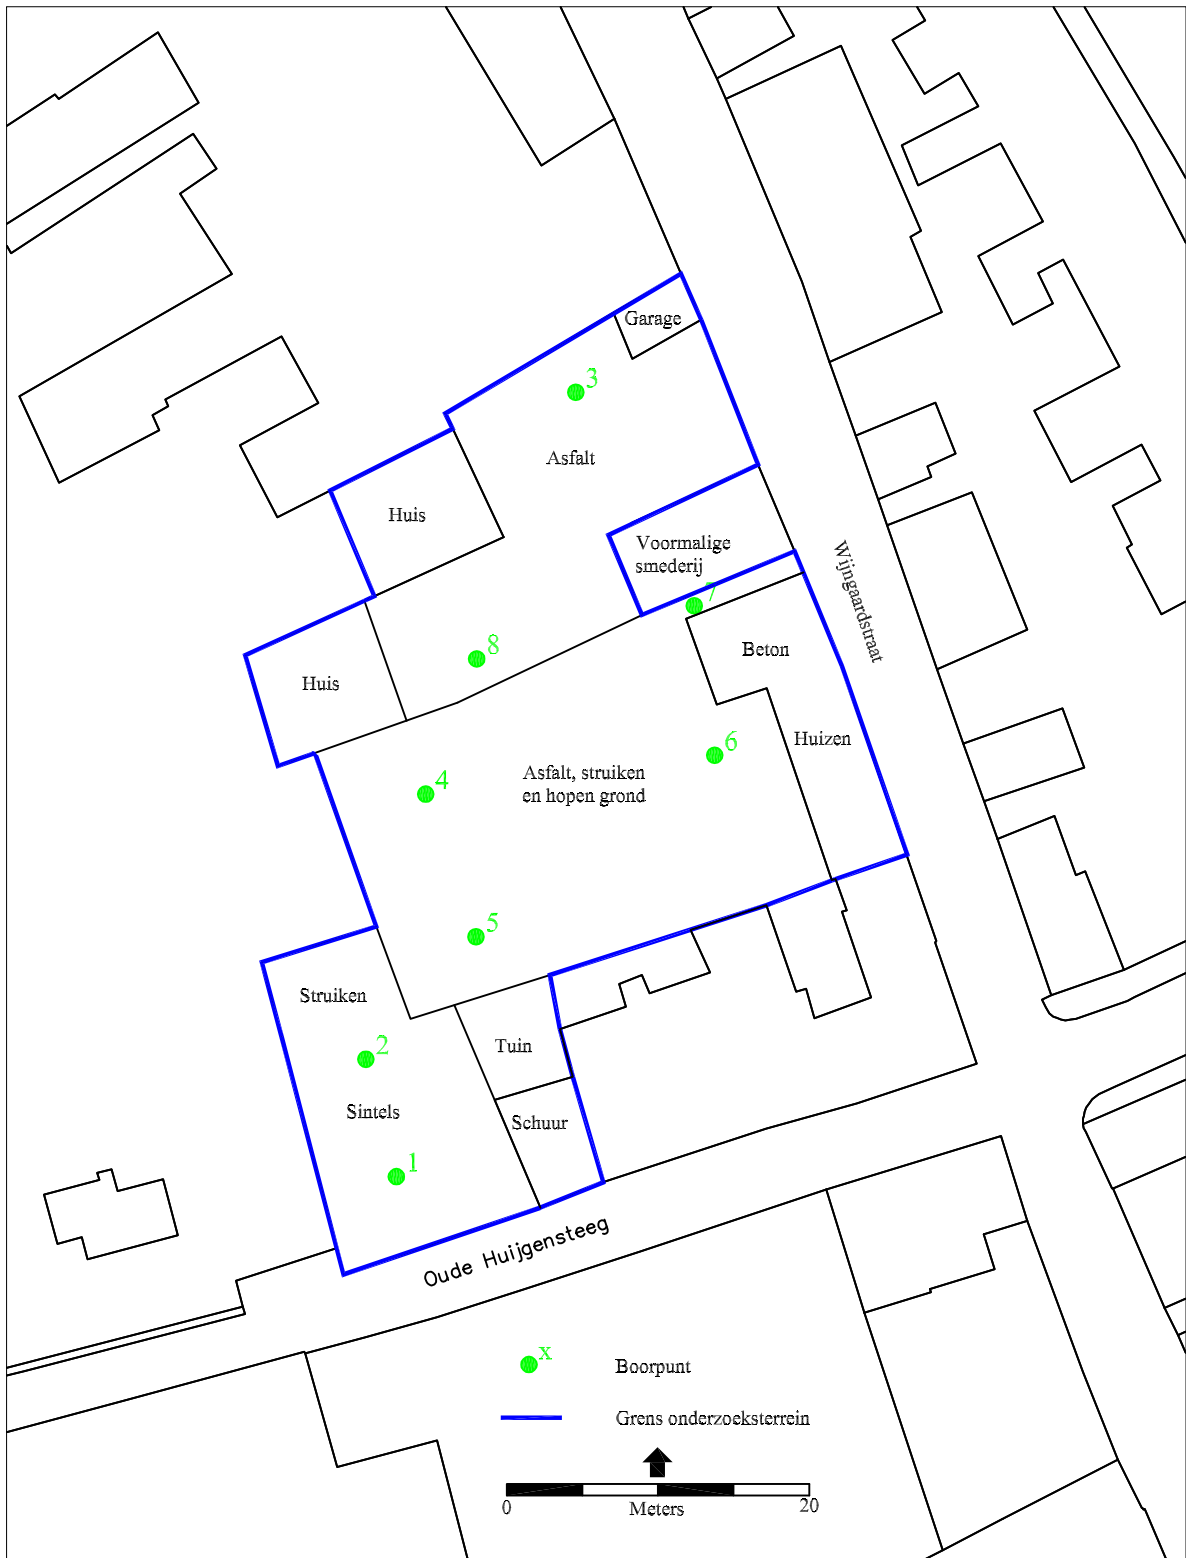 Garage
3
Asfalt
Huis
Voormalige
smederij
Wijngaardstraat
7
8
Beton
Huis
6
Huizen
4
Asfalt, struiken
en hopen grond
5
Struiken
2
Tuin
Sintels
Schuur
1
Oude Huijgensteeg
x
Boorpunt
Grens onderzoeksterrein
0
Meters
20